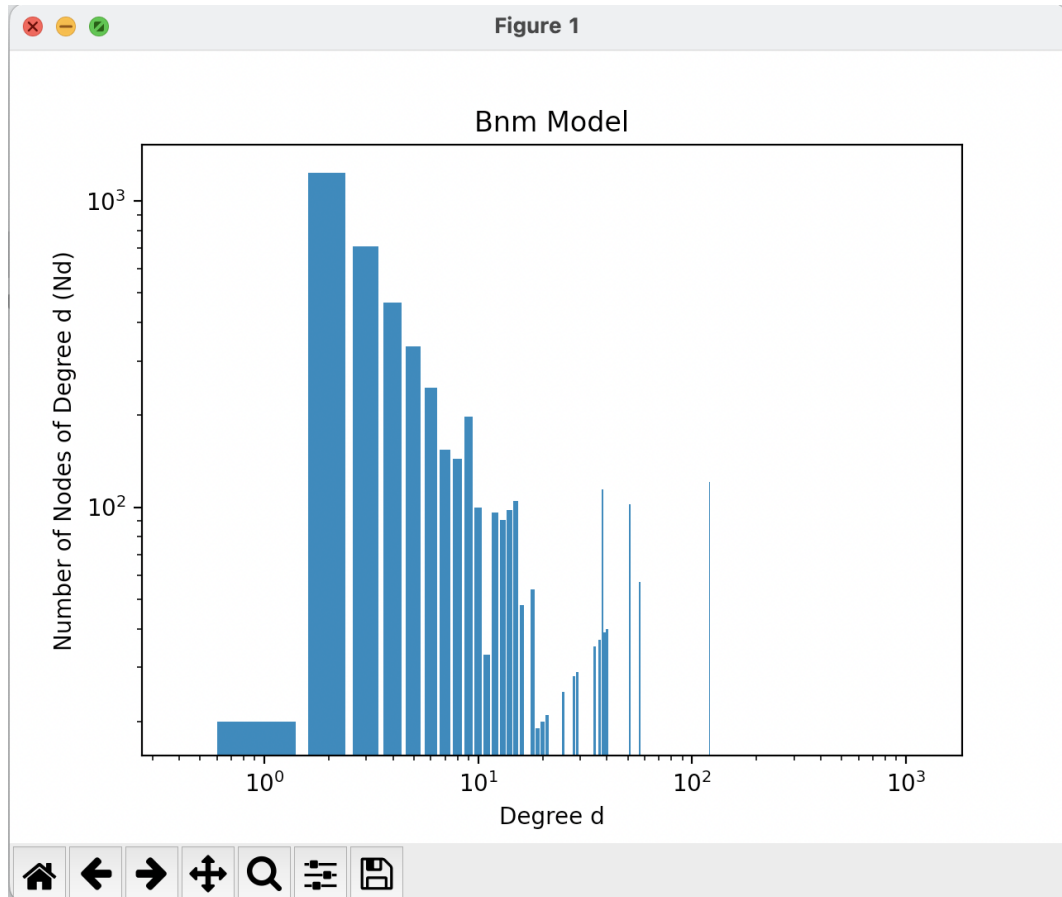 Figure 1
Bnm Model
10³
10²
Number of Nodes of Degree d (Nd)
10⁰ 10¹ 10² 10³
Degree d